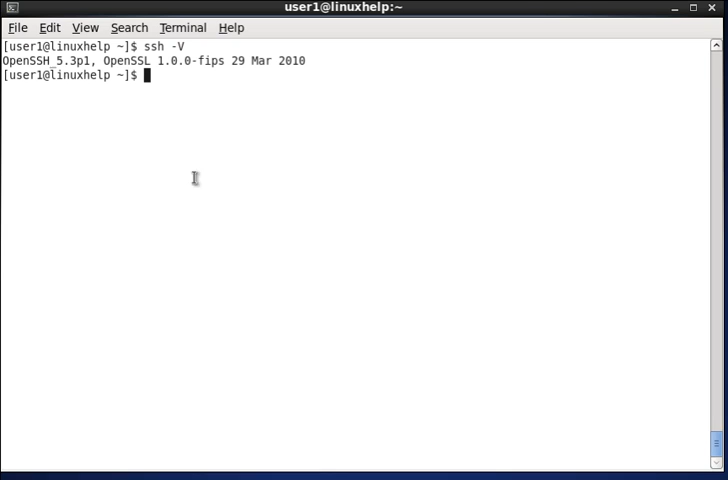 user1@linuxhelp:~
File Edit View Search Terminal Help
[user1@linuxhelp ~]$ ssh -V
OpenSSH_5.3p1, OpenSSL 1.0.0-fips 29 Mar 2010
[user1@linuxhelp ~]$